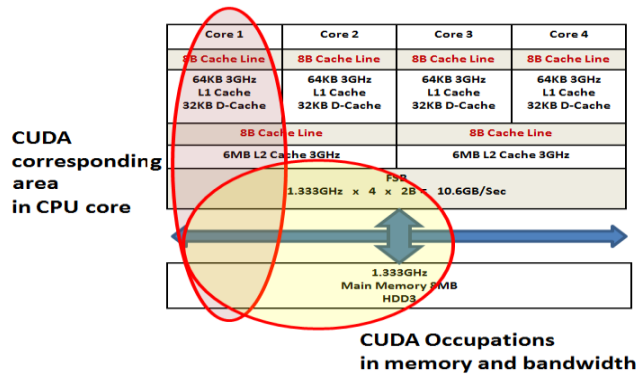 Core 1 Core 2 Core 3 Core 4
8B Cache Line 8B Cache Line 8B Cache Line 8B Cache Line
64KB 3GHz 64KB 3GHz 64KB 3GHz 64KB 3GHz
L1 Cache L1 Cache L1 Cache L1 Cache
32KB D-Cache 32KB D-Cache 32KB D-Cache 32KB D-Cache
8B Cache Line 8B Cache Line
6MB L2 Cache 3GHz 6MB L2 Cache 3GHz
FSB
1.333GHz x 4 x 2B = 10.6GB/Sec
1.333GHz
Main Memory 8MB
HDD3
CUDA
corresponding
area
in CPU core
CUDA Occupations
in memory and bandwidth